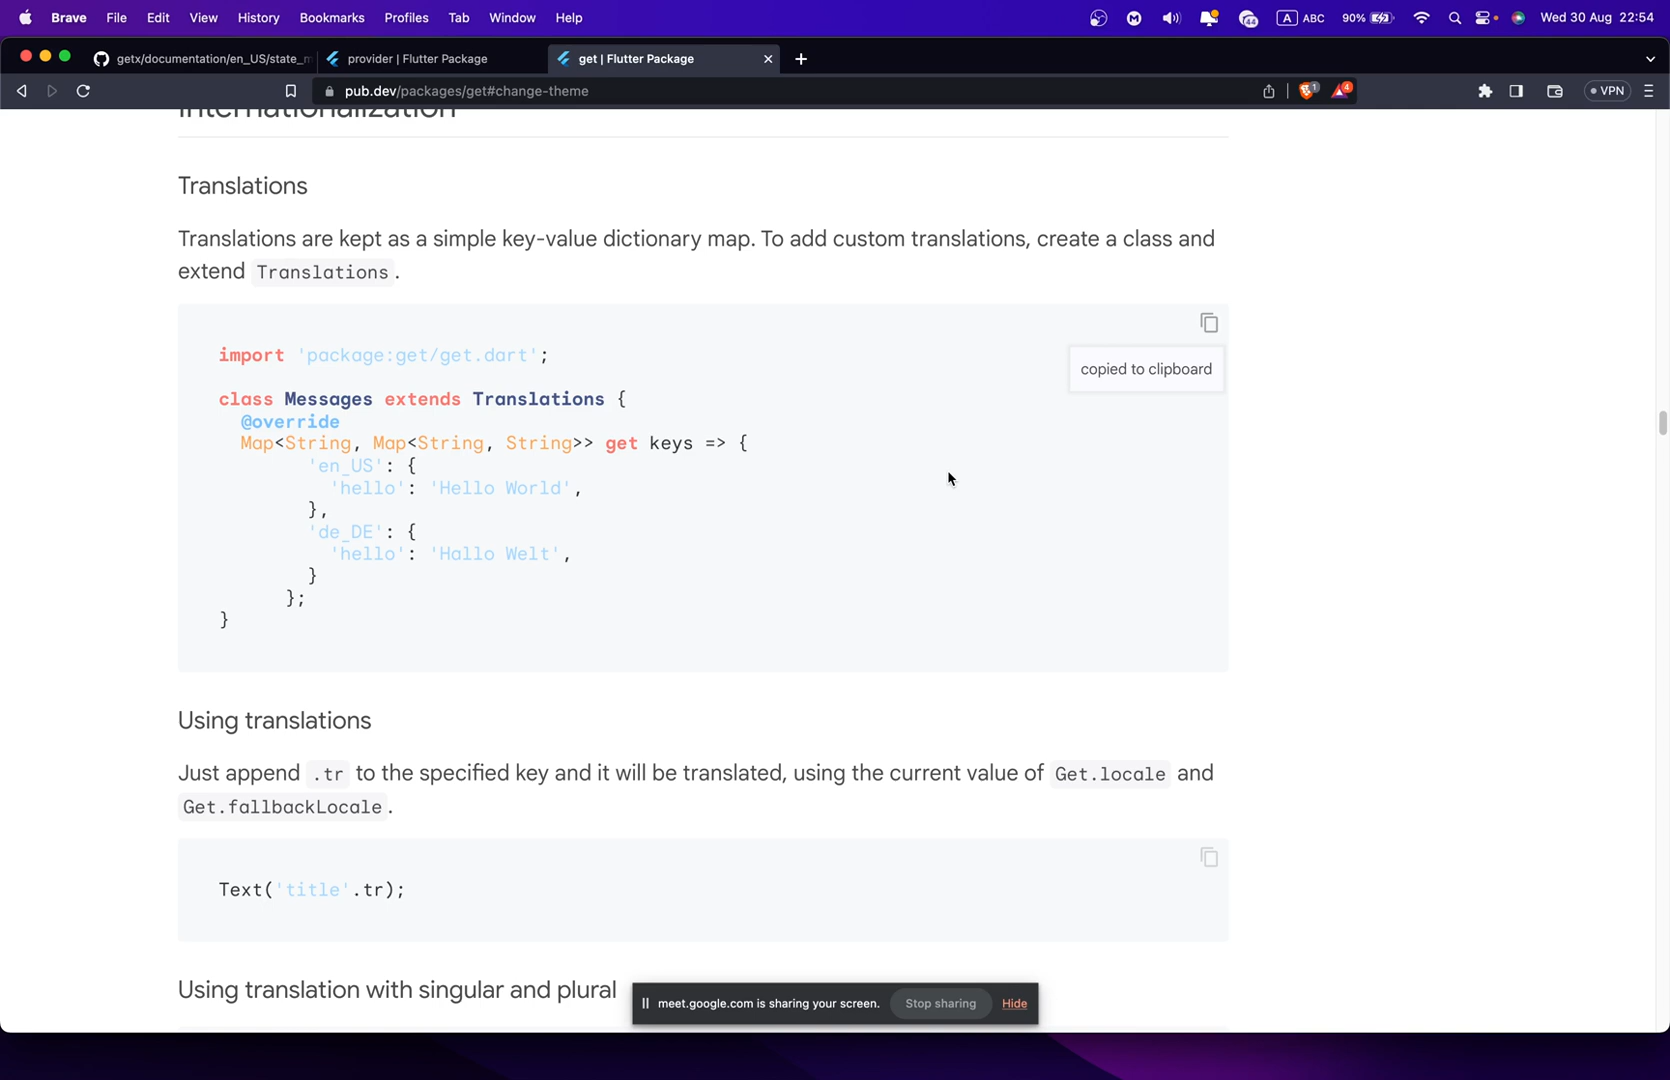 Brave File Edit View History Bookmarks Profiles Tab Window Help 44 A ABC 90% Wed 30 Aug 22:54
getx/documentation/en_US/state_m provider | Flutter Package get | Flutter Package
pub.dev/packages/get#change-theme 1 4 VPN
Internationalization
Translations
Translations are kept as a simple key-value dictionary map. To add custom translations, create a class and
extend Translations.
import 'package:get/get.dart';
copied to clipboard
class Messages extends Translations {
@override
Map<String, Map<String, String>> get keys => {
'en_US': {
'hello': 'Hello World',
},
'de_DE': {
'hello': 'Hallo Welt',
}
};
}
Using translations
Just append .tr to the specified key and it will be translated, using the current value of Get.locale and
Get.fallbackLocale.
Text('title'.tr);
Using translation with singular and plural
meet.google.com is sharing your screen. Stop sharing Hide